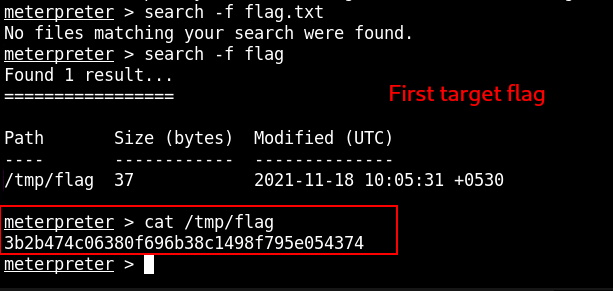 meterpreter > search -f flag.txt
No files matching your search were found.
meterpreter > search -f flag
Found 1 result...
=================
First target flag
Path       Size (bytes)  Modified (UTC)
----       ------------  --------------
/tmp/flag  37            2021-11-18 10:05:31 +0530
meterpreter > cat /tmp/flag
3b2b474c06380f696b38c1498f795e054374
meterpreter >